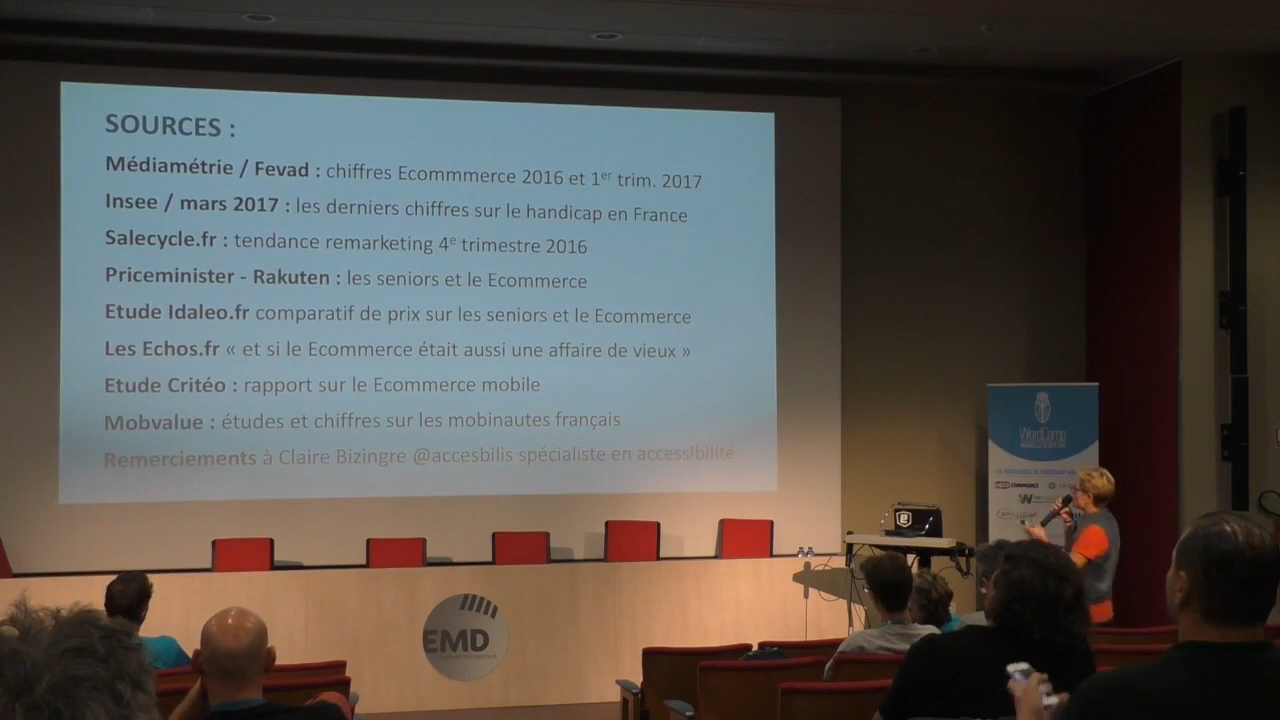 SOURCES :
Médiamétrie / Fevad : chiffres Ecommmerce 2016 et 1er trim. 2017
Insee / mars 2017 : les derniers chiffres sur le handicap en France
Salecycle.fr : tendance remarketing 4e trimestre 2016
Priceminister - Rakuten : les seniors et le Ecommerce
Etude Idaleo.fr comparatif de prix sur les seniors et le Ecommerce
Les Echos.fr « et si le Ecommerce était aussi une affaire de vieux »
Etude Critéo : rapport sur le Ecommerce mobile
Mobvalue : études et chiffres sur les mobinautes français
Remerciements à Claire Bizingre @accesbilis spécialiste en accessibilité
WordCamp
WOOCOMMERCE
EMD